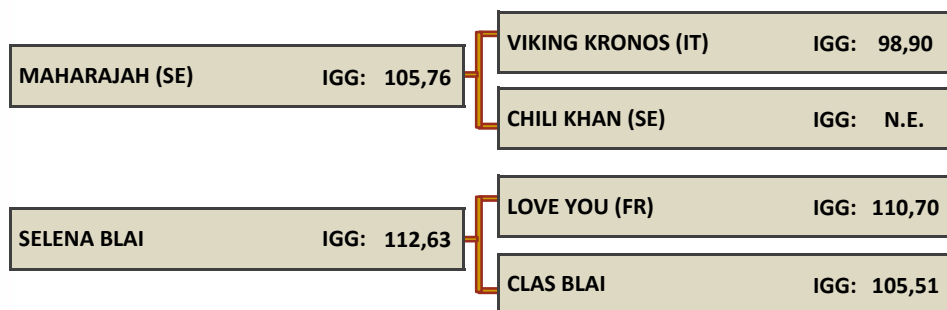 VIKING KRONOS (IT) IGG: 98,90
MAHARAJAH (SE) IGG: 105,76
CHILI KHAN (SE) IGG: N.E.
LOVE YOU (FR) IGG: 110,70
SELENA BLAI IGG: 112,63
CLAS BLAI IGG: 105,51